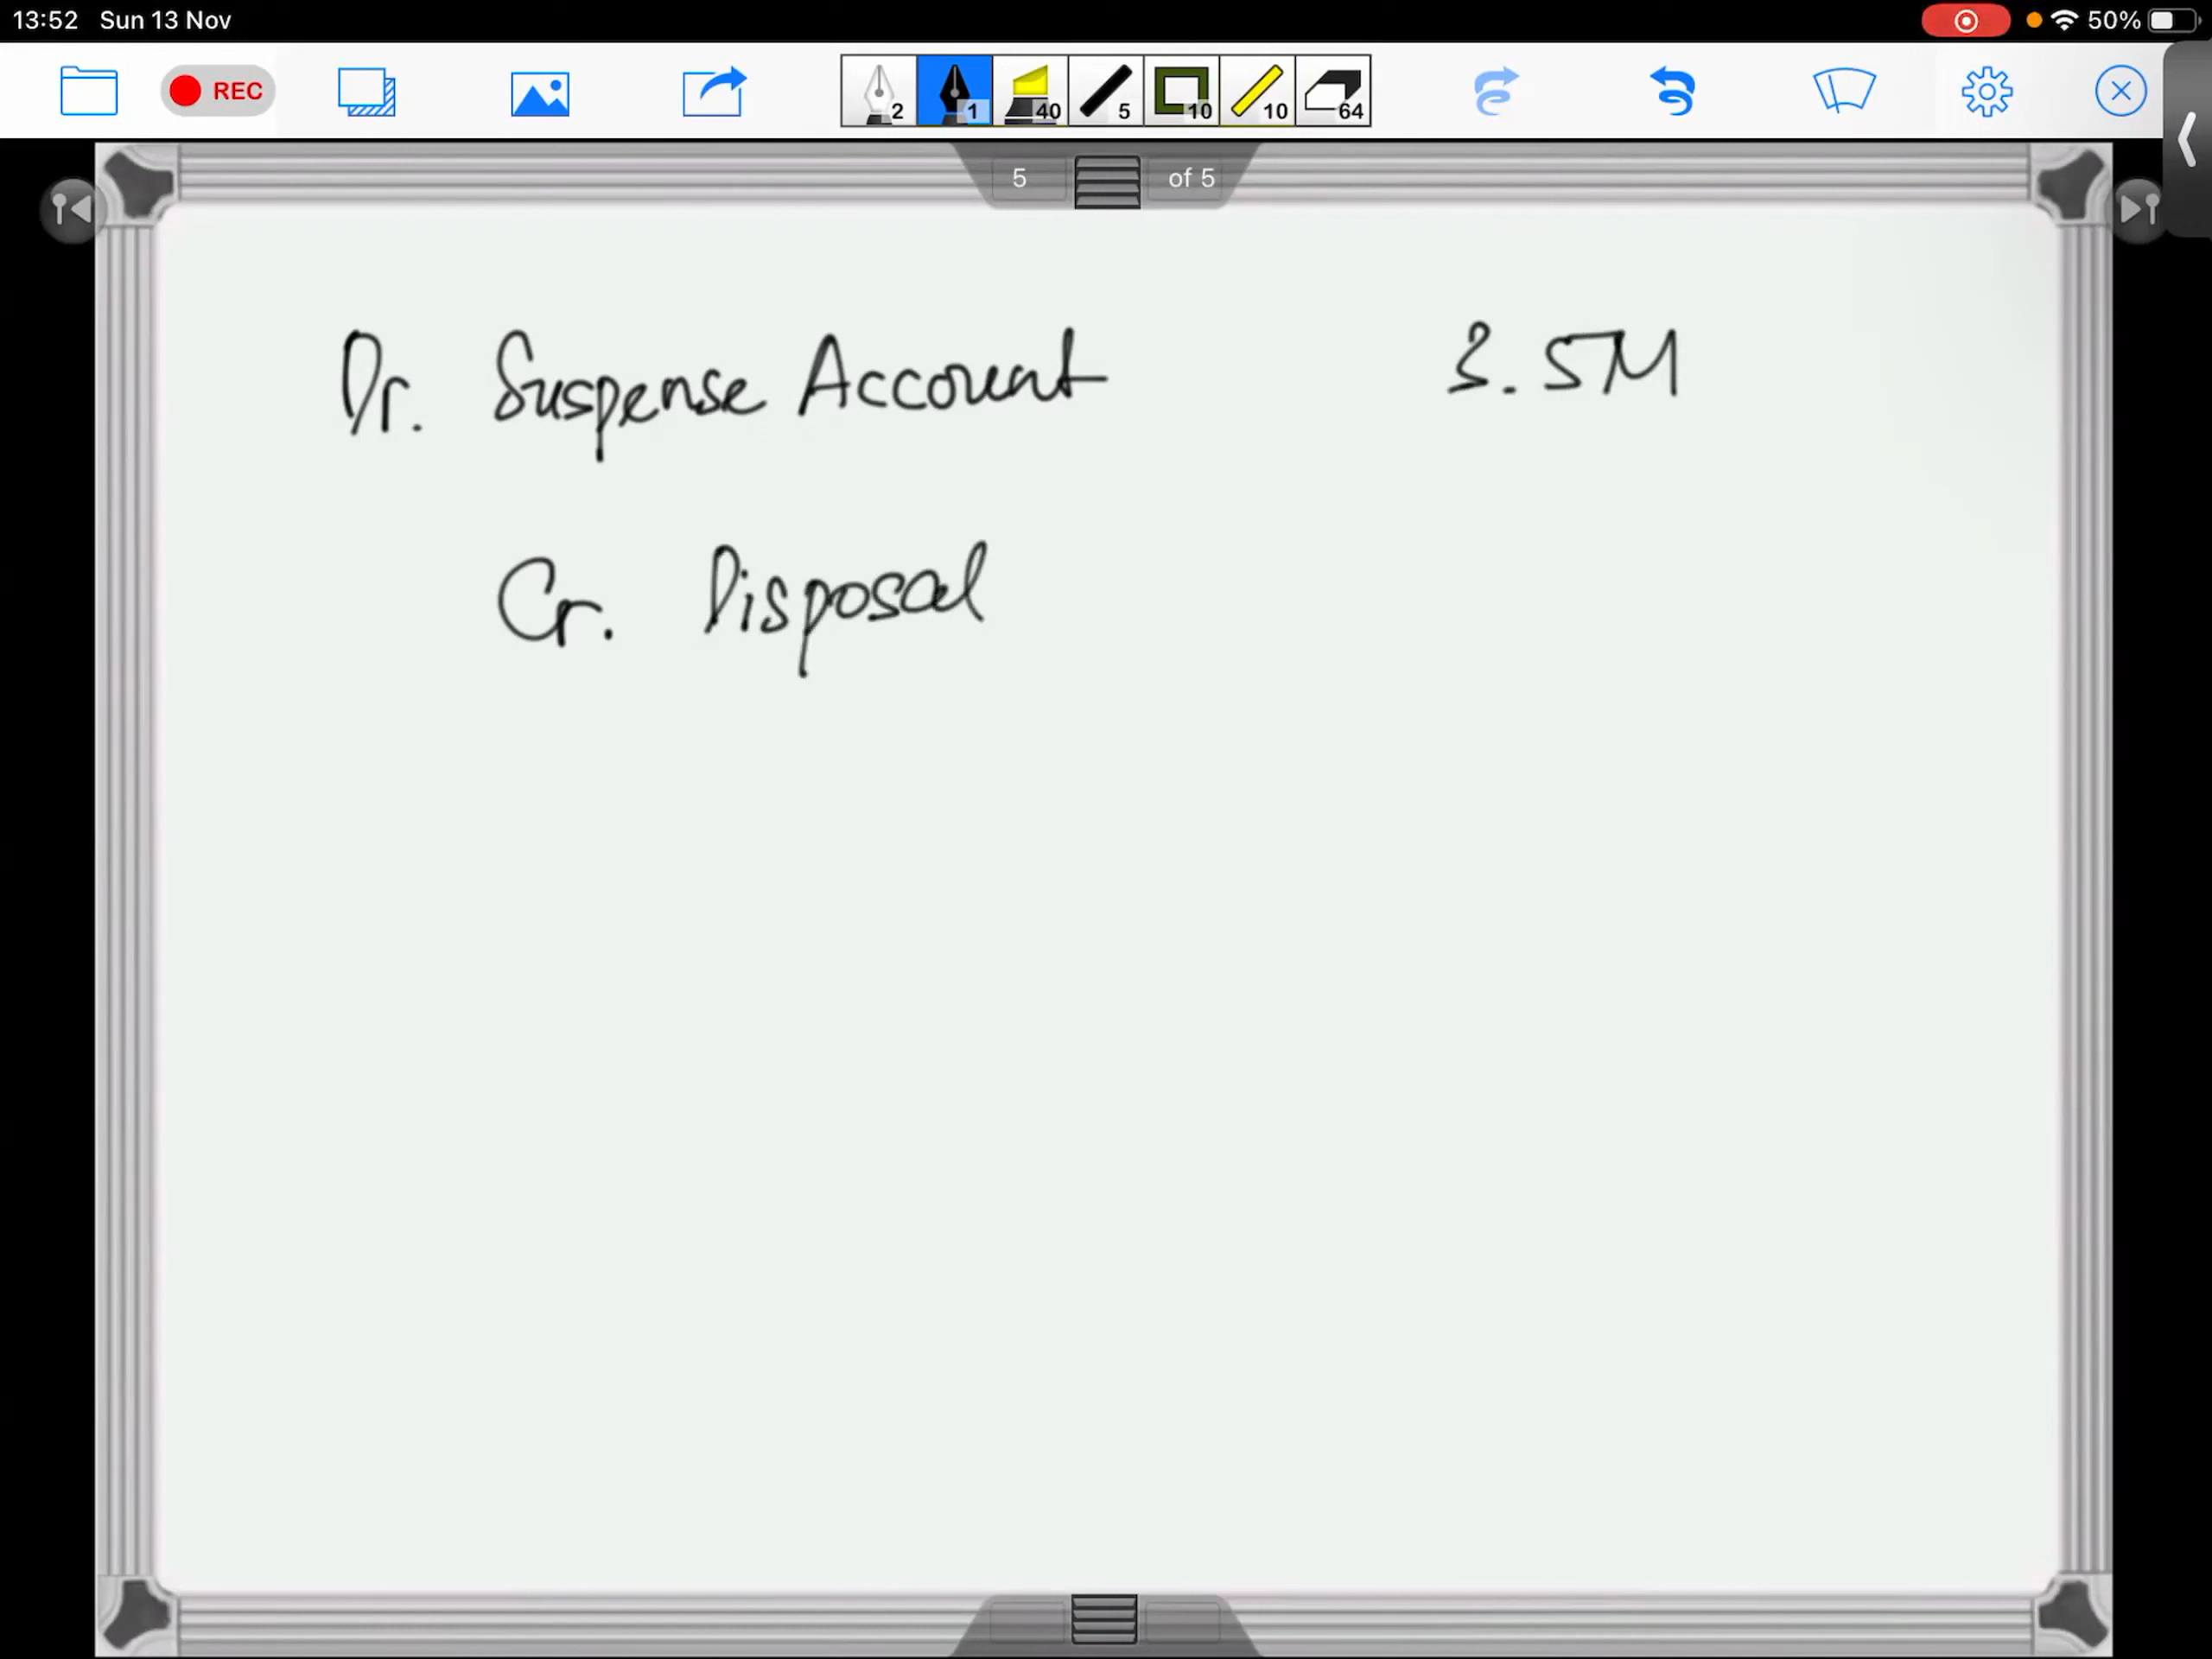 13:52 Sun 13 Nov 50%
REC 2 1 40 5 10 10 64
5 of 5
Dr. Suspense Account 3.5M
Cr. Disposal